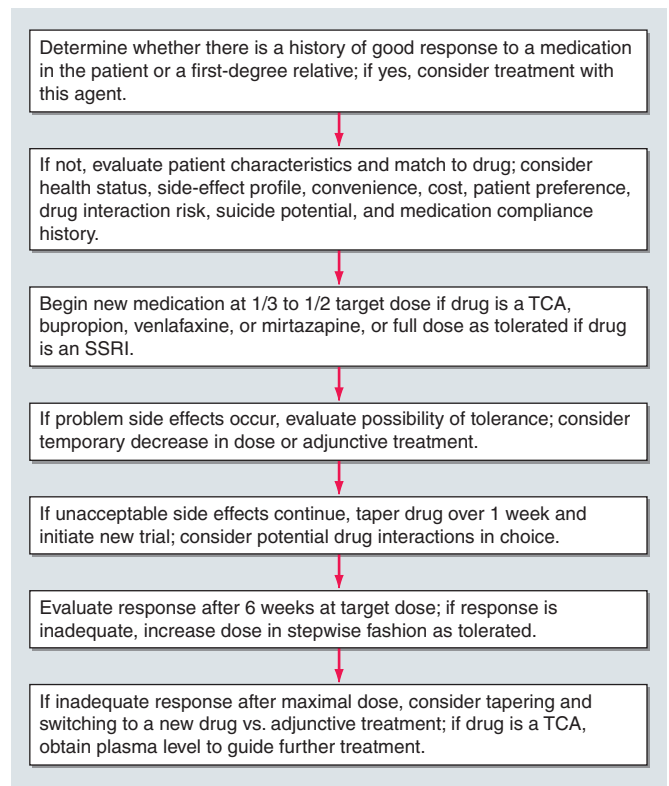 Determine whether there is a history of good response to a medication
in the patient or a first-degree relative; if yes, consider treatment with
this agent.
If not, evaluate patient characteristics and match to drug; consider
health status, side-effect profile, convenience, cost, patient preference,
drug interaction risk, suicide potential, and medication compliance
history.
Begin new medication at 1/3 to 1/2 target dose if drug is a TCA,
bupropion, venlafaxine, or mirtazapine, or full dose as tolerated if drug
is an SSRI.
If problem side effects occur, evaluate possibility of tolerance; consider
temporary decrease in dose or adjunctive treatment.
If unacceptable side effects continue, taper drug over 1 week and
initiate new trial; consider potential drug interactions in choice.
Evaluate response after 6 weeks at target dose; if response is
inadequate, increase dose in stepwise fashion as tolerated.
If inadequate response after maximal dose, consider tapering and
switching to a new drug vs. adjunctive treatment; if drug is a TCA,
obtain plasma level to guide further treatment.